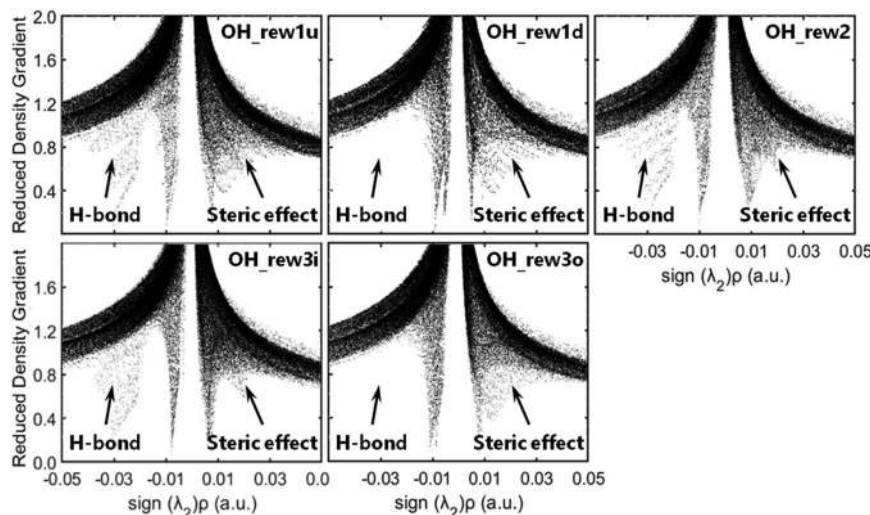 Reduced Density Gradient
2.0
1.6
1.2
0.8
0.4
OH_rew1u
H-bond
Steric effect
OH_rew1d
H-bond
Steric effect
OH_rew2
H-bond
Steric effect
-0.03 -0.01 0.01 0.03 0.05
sign (λ₂)ρ (a.u.)
Reduced Density Gradient
1.6
1.2
0.8
0.4
0.0
OH_rew3i
H-bond
Steric effect
OH_rew3o
H-bond
Steric effect
-0.05 -0.03 -0.01 0.01 0.03 0.0
-0.03 -0.01 0.01 0.03 0.05
sign (λ₂)ρ (a.u.)
sign (λ₂)ρ (a.u.)